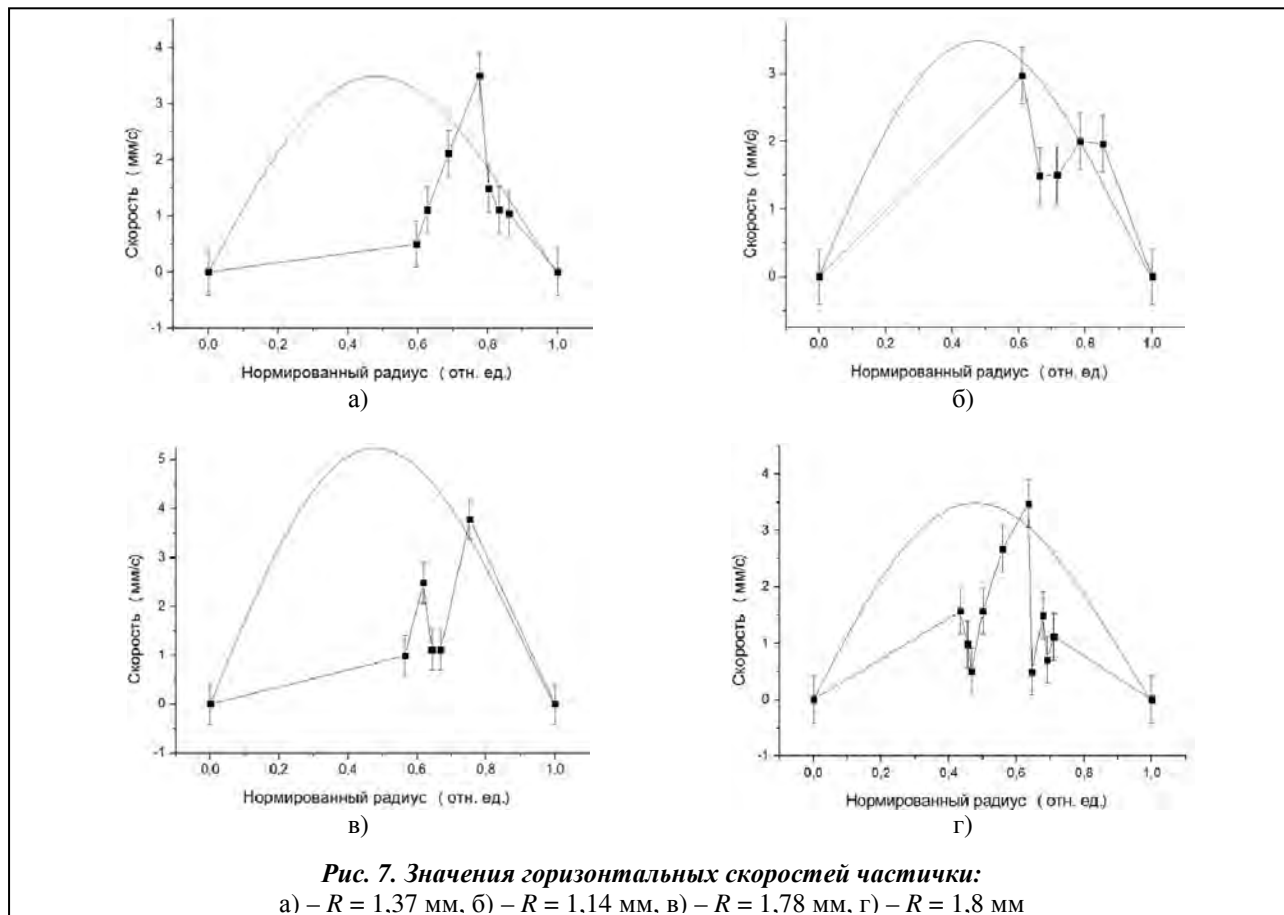 4
3
2
1
0
-1
Скорость ( мм/с)
0,0 0,2 0,4 0,6 0,8 1,0
Нормированный радиус ( отн. ед.)
а)
3
2
1
0
Скорость ( мм/с)
0,0 0,2 0,4 0,6 0,8 1,0
Нормированный радиус ( отн. ед.)
б)
5
4
3
2
1
0
-1
Скорость ( мм/с)
0,0 0,2 0,4 0,6 0,8 1,0
Нормированный радиус ( отн. ед.)
в)
4
3
2
1
0
-1
Скорость ( мм/с)
0,0 0,2 0,4 0,6 0,8 1,0
Нормированный радиус ( отн. ед.)
г)
Рис. 7. Значения горизонтальных скоростей частички:
а) – R = 1,37 мм, б) – R = 1,14 мм, в) – R = 1,78 мм, г) – R = 1,8 мм